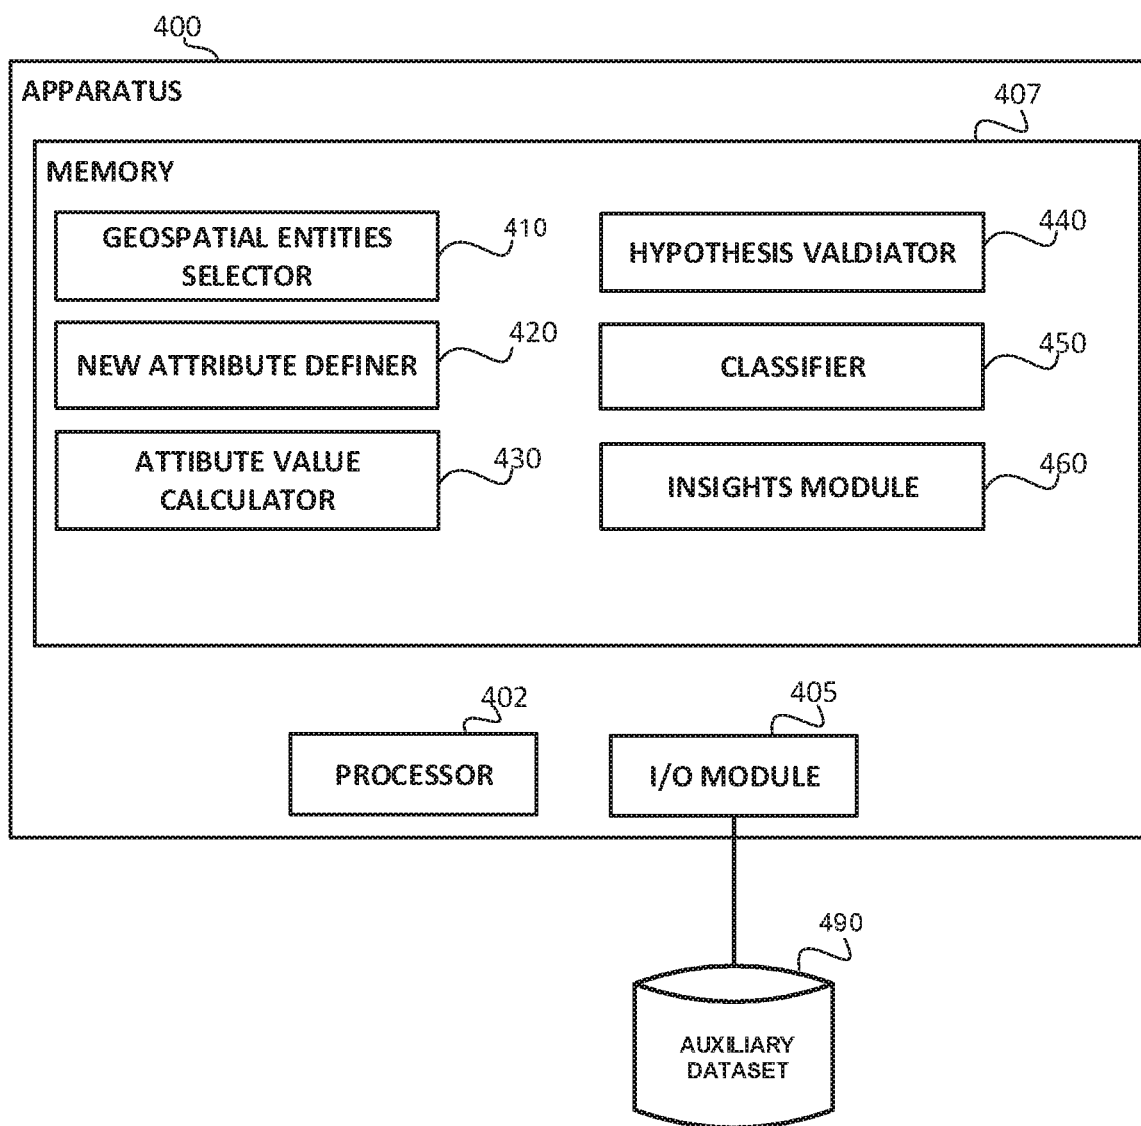 400
APPARATUS
407
MEMORY
GEOSPATIAL ENTITIES
SELECTOR
410
NEW ATTRIBUTE DEFINER
420
ATTIBUTE VALUE
CALCULATOR
430
HYPOTHESIS VALDIATOR
440
CLASSIFIER
450
INSIGHTS MODULE
460
402
PROCESSOR
405
I/O MODULE
490
AUXILIARY
DATASET